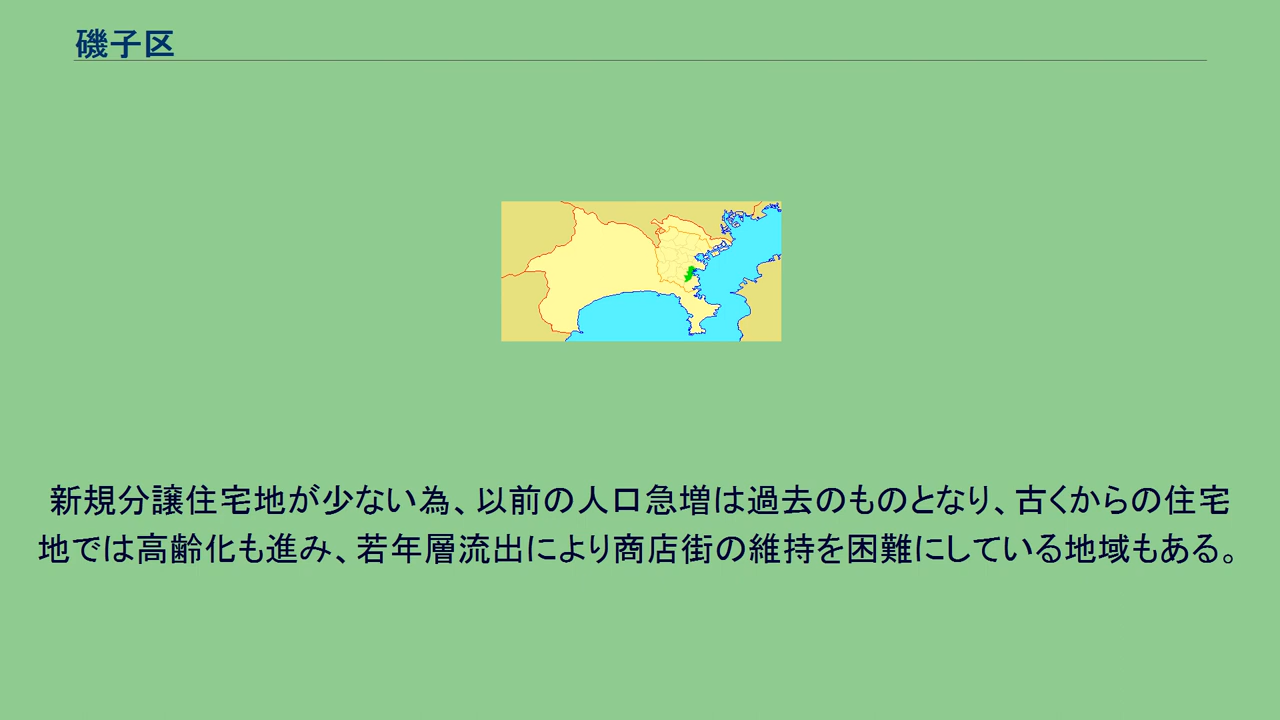 磯子区
新規分譲住宅地が少ない為、以前の人口急増は過去のものとなり、古くからの住宅
地では高齢化も進み、若年層流出により商店街の維持を困難にしている地域もある。